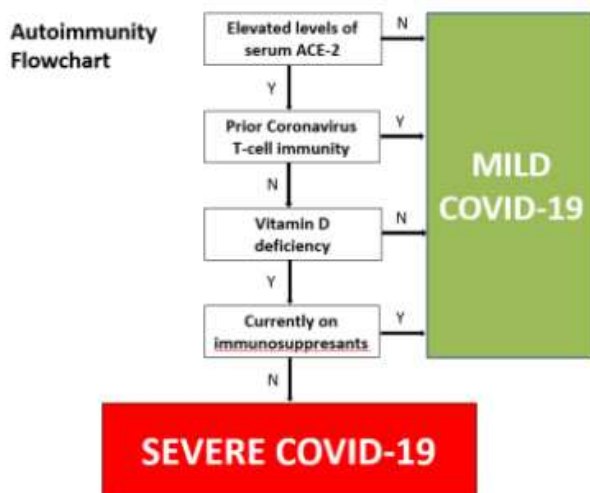 Autoimmunity
Flowchart
Elevated levels of
serum ACE-2
N
Y
Prior Coronavirus
T-cell immunity
Y
N
MILD
COVID-19
Vitamin D
deficiency
N
Y
Currently on
immunosuppresants
Y
N
SEVERE COVID-19